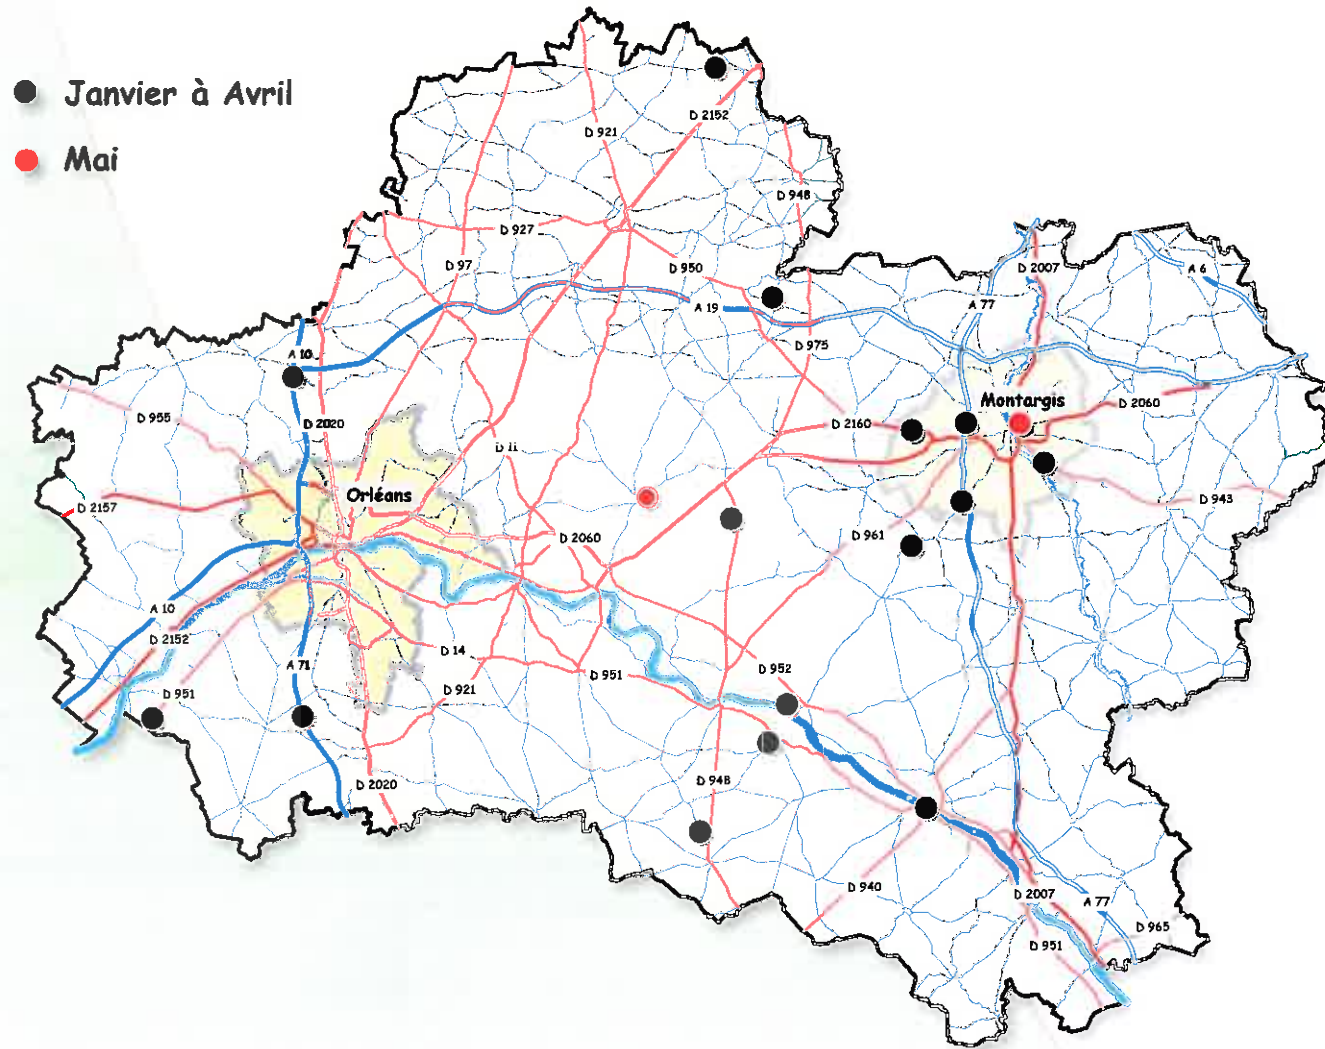 Janvier à Avril
Mai
D 2152
D 921
D 948
D 927
D 97
D 950
D 2007
A 6
A 77
A 19
D 975
A 10
Montargis
D 2060
D 955
D 2020
D 2160
D 11
Orléans
D 943
D 2157
D 961
D 2060
A 10
D 2152
D 14
A 71
D 952
D 951
D 951
D 921
D 2020
D 948
D 940
D 2007
A 77
D 965
D 951